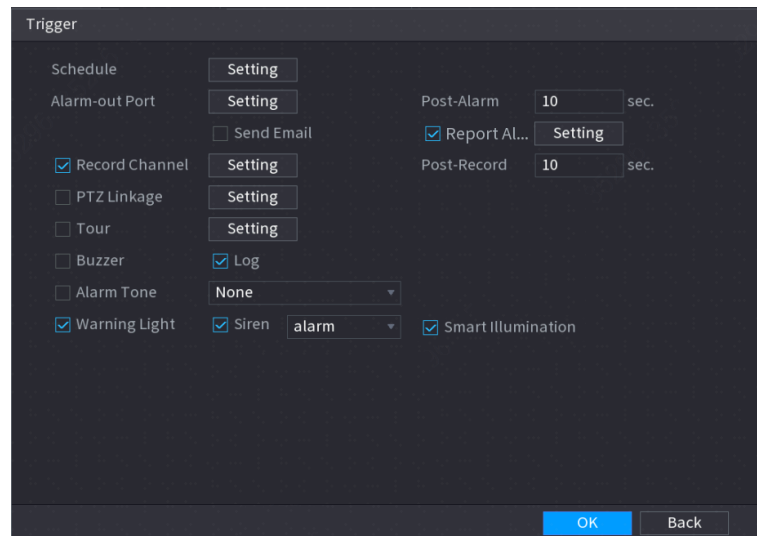 Trigger
Schedule Setting
Alarm-out Port Setting Post-Alarm 10 sec.
Send Email Report Al... Setting
Record Channel Setting Post-Record 10 sec.
PTZ Linkage Setting
Tour Setting
Buzzer Log
Alarm Tone None
Warning Light Siren alarm Smart Illumination
OK Back